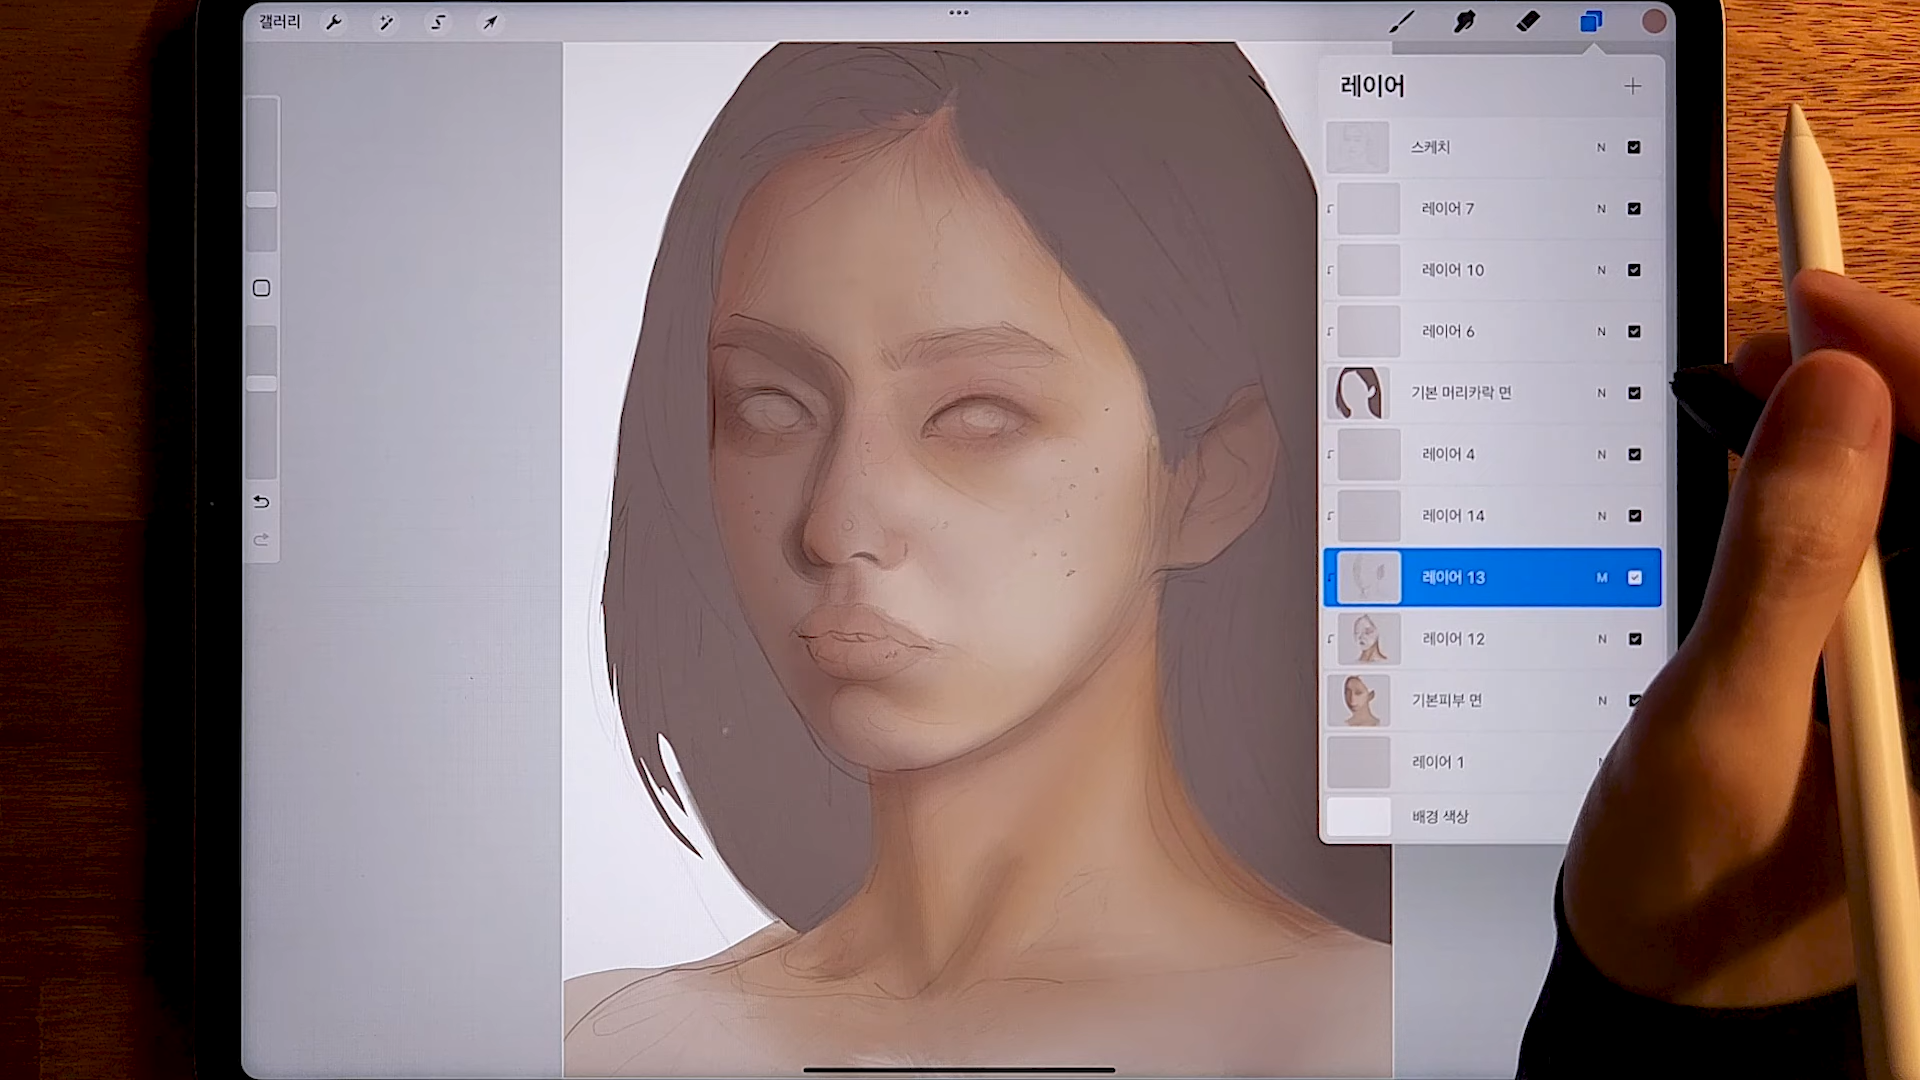 갤러리
레이어
스케치 N
레이어 7 N
레이어 10 N
레이어 6 N
기본 머리카락 면 N
레이어 4 N
레이어 14 N
레이어 13 M
레이어 12 N
기본피부 면 N
레이어 1
배경 색상